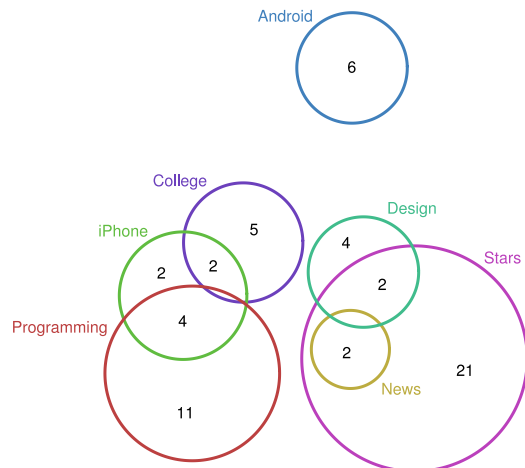 Android
6
College
5
Design
iPhone
4
Stars
2
2
2
Programming
4
2
21
News
11